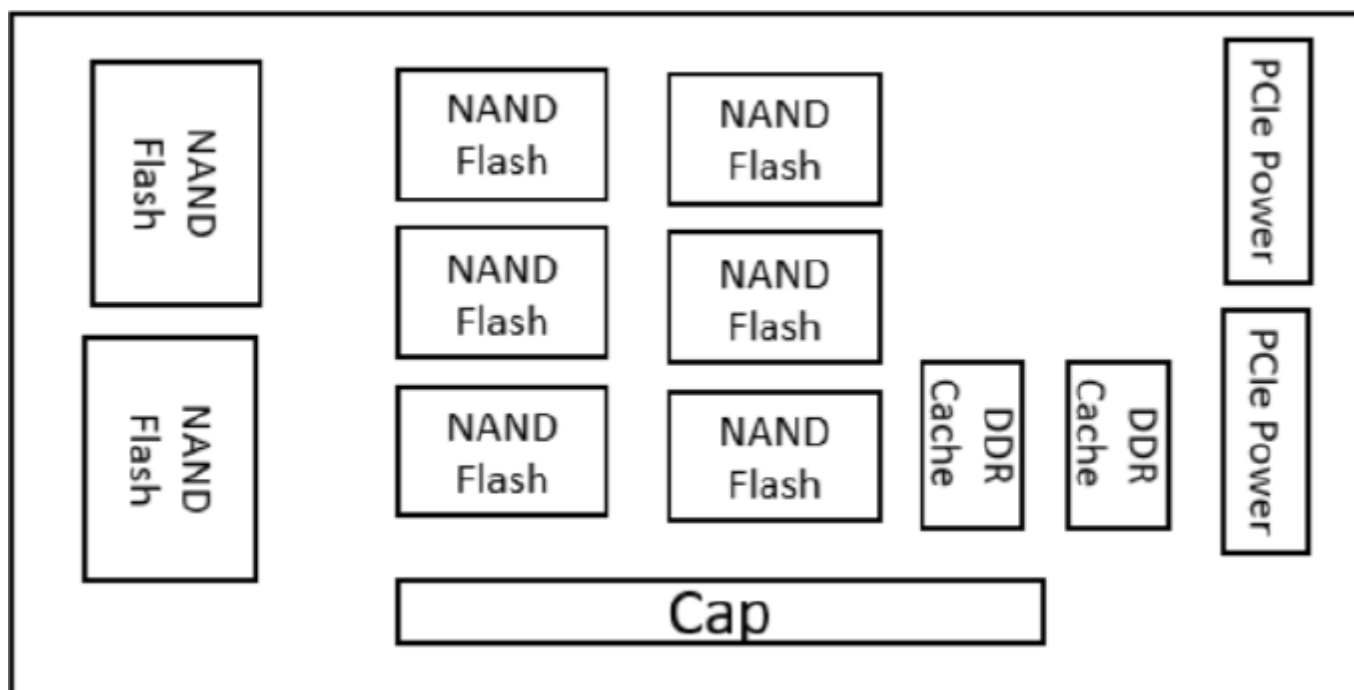 NAND
Flash
NAND
Flash
NAND
Flash
PCIe Power
NAND
Flash
NAND
Flash
NAND
Flash
DDR
Cache
DDR
Cache
PCIe Power
NAND
Flash
NAND
Flash
Cap